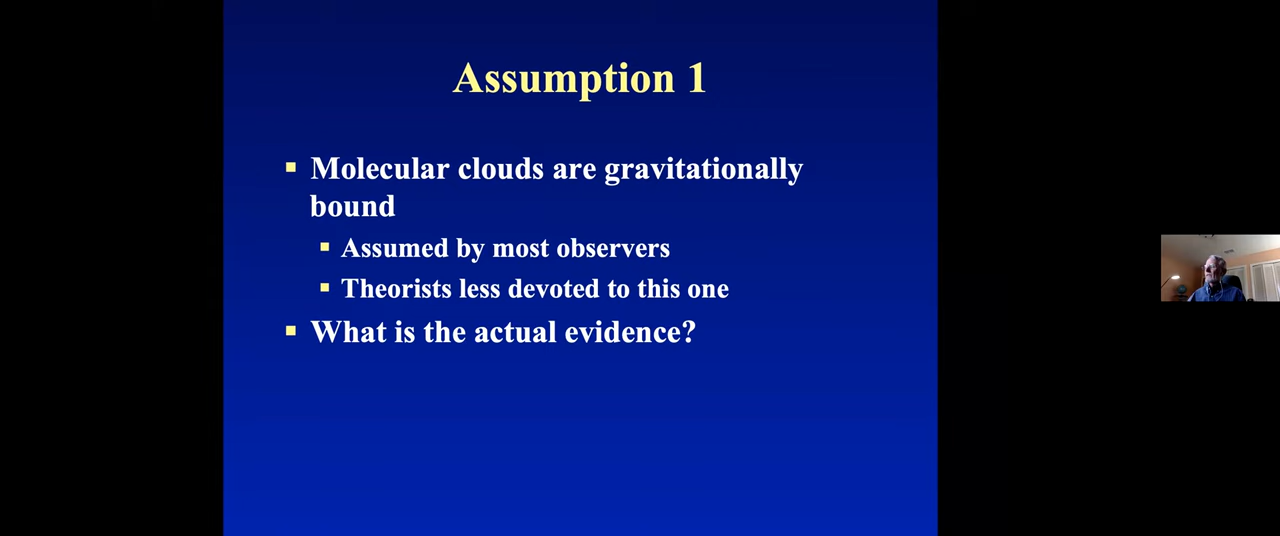 Assumption 1
Molecular clouds are gravitationally
bound
Assumed by most observers
Theorists less devoted to this one
What is the actual evidence?